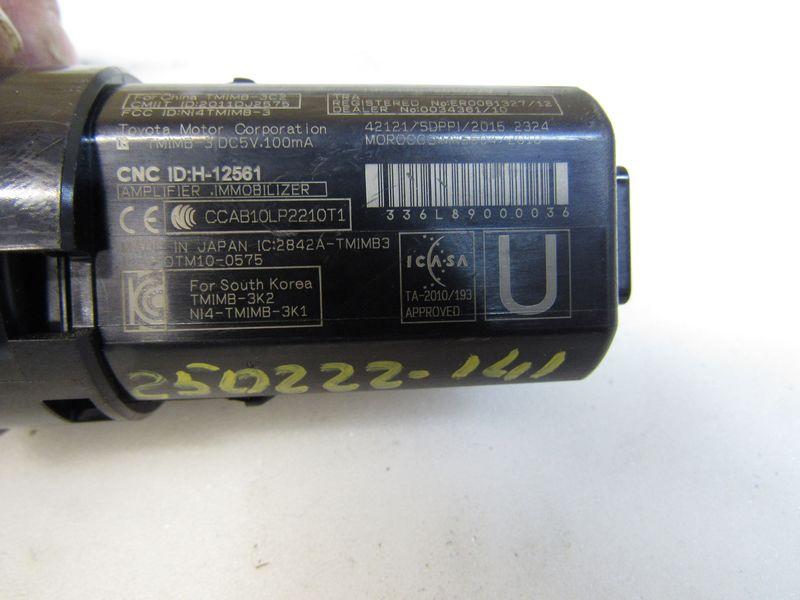 For China TMIMB-3C2
CMIIT ID:2011DJ2575
FCC ID:NI4TMIMB-3
Toyota Motor Corporation
TMIMB-3 DC5V,100mA
CNC ID:H-12561
AMPLIFIER ,IMMOBILIZER
CE CCAB10LP2210T1
IN JAPAN IC:2842A-TMIMB3
DTM10-0575
For South Korea
TMIMB-3K2
NI4-TMIMB-3K1
TRA
REGISTERED No:ER0081327/12
DEALER No:0034361/10
42121/SDPPI/2015 2324
336L89000036
ICASA
TA-2010/193
APPROVED
U
250222-141